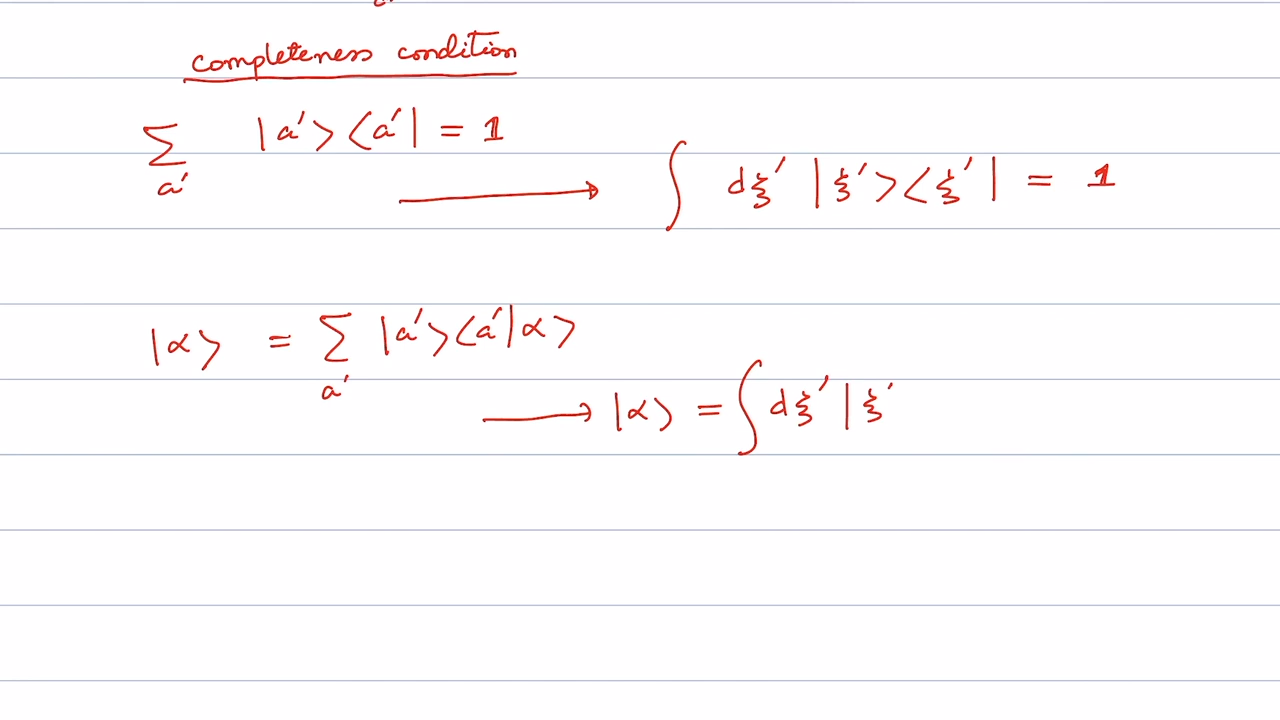 completeness condition
∑_{a′} |a′><a′| = 1
⟶ ∫ dξ′ |ξ′><ξ′| = 1
|α> = ∑_{a′} |a′><a′|α>
⟶ |α> = ∫ dξ′ |ξ′